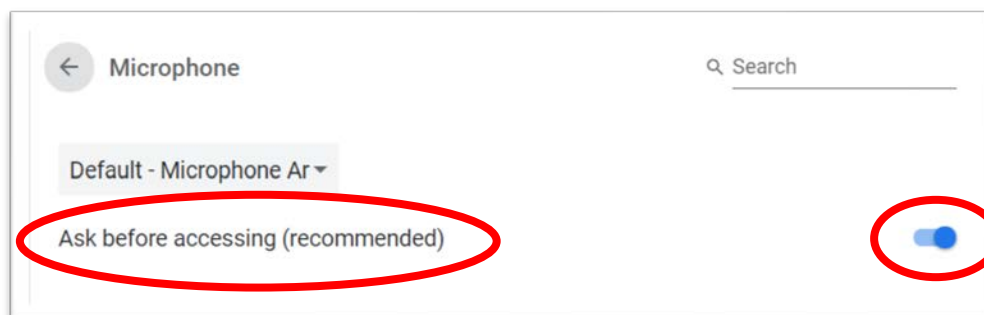 Microphone
Search
Default - Microphone Ar
Ask before accessing (recommended)